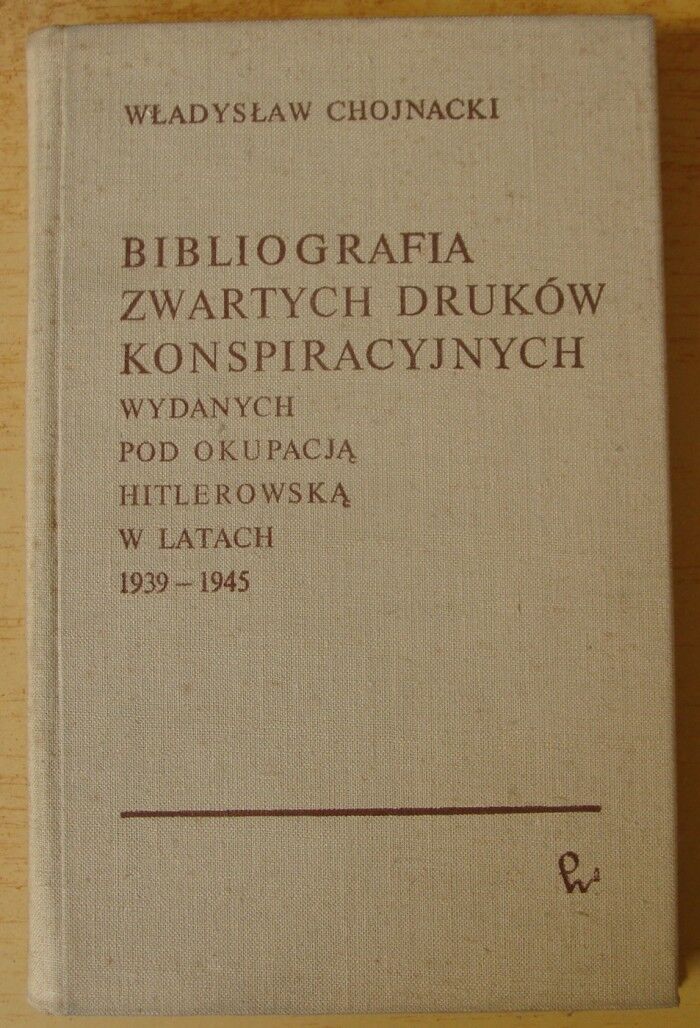 WŁADYSŁAW CHOJNACKI
BIBLIOGRAFIA
ZWARTYCH DRUKÓW
KONSPIRACYJNYCH
WYDANYCH
POD OKUPACJĄ
HITLEROWSKĄ
W LATACH
1939 – 1945